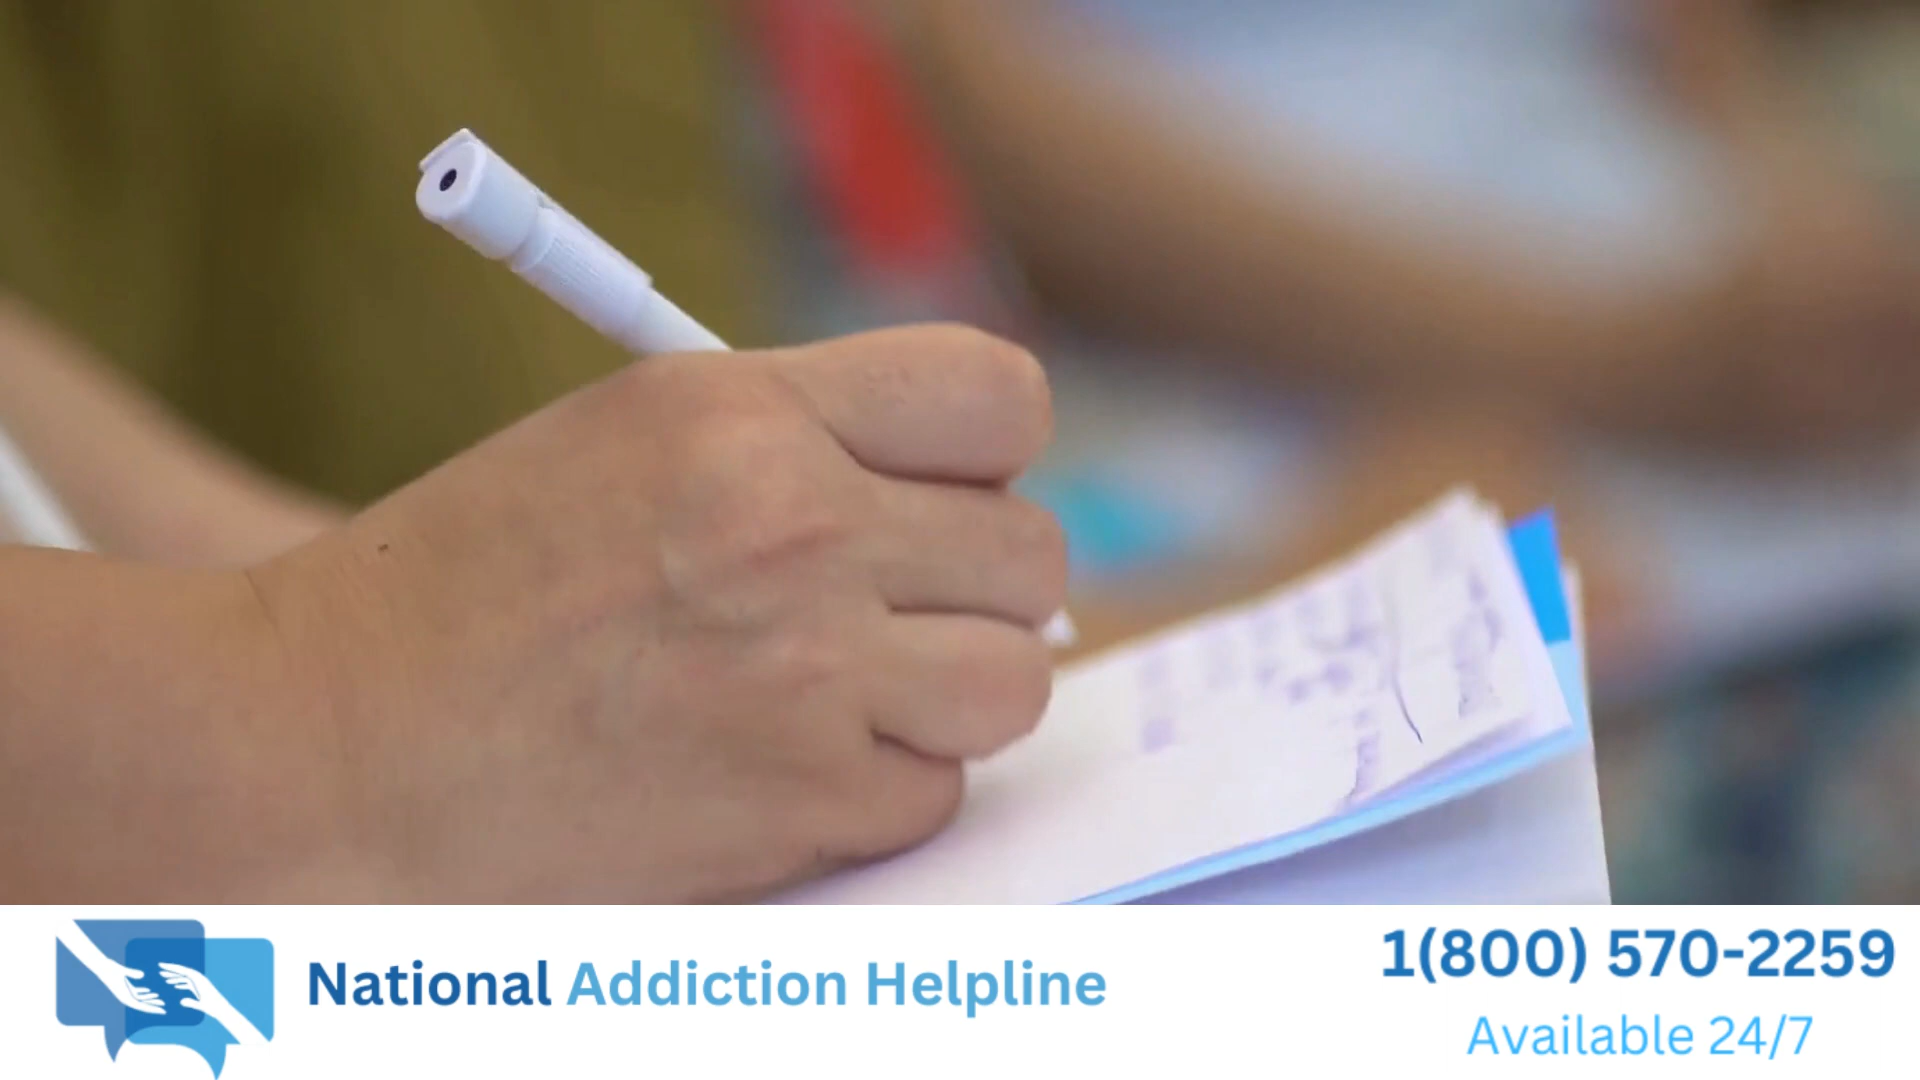 National Addiction Helpline
1(800) 570-2259
Available 24/7